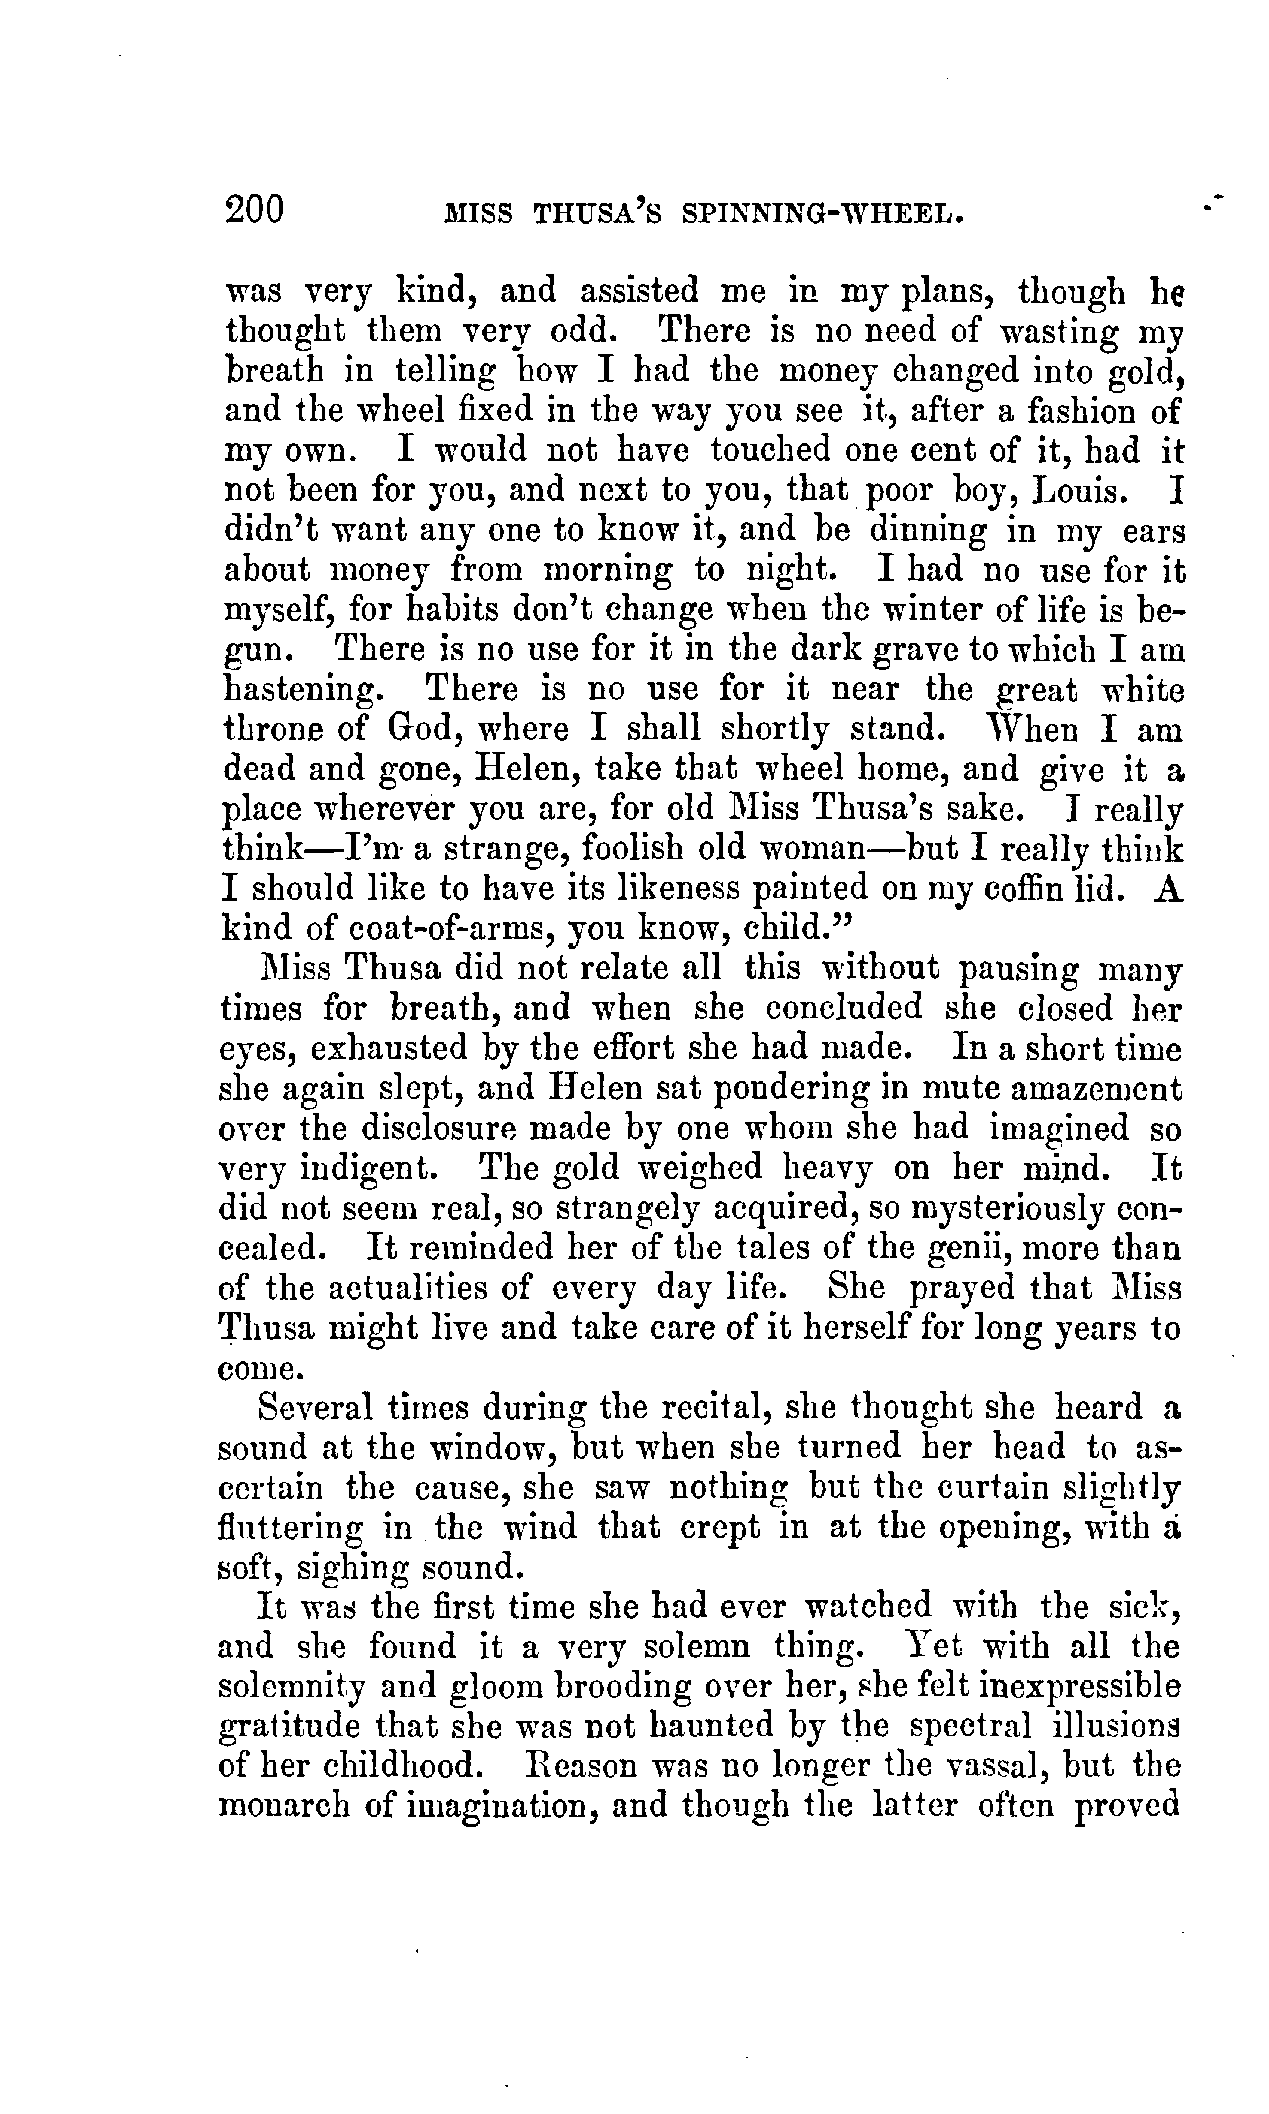 200 MISS THUSA'S SPINNING-WHEEL.
was very kind, and assisted me in my plans, though he
thought them very odd. There is no need of wasting my
breath in telling how I had the money changed into gold,
and the wheel fixed in the way you see it, after a fashion of
my own. I would not have touched one cent of it, had it
not been for you, and next to you, that poor boy, Louis. I
didn't want any one to know it, and be dinning in my ears
about money from morning to night. I had no use for it
myself, for habits don't change when the winter of life is be-
gun. There is no use for it in the dark grave to which I am
hastening. There is no use for it near the great white
throne of God, where I shall shortly stand. When I am
dead and gone, Helen, take that wheel home, and give it a
place wherever you are, for old Miss Thusa's sake. I really
think—I'm a strange, foolish old woman—but I really think
I should like to have its likeness painted on my coffin lid. A
kind of coat-of-arms, you know, child."
Miss Thusa did not relate all this without pausing many
times for breath, and when she concluded she closed her
eyes, exhausted by the effort she had made. In a short time
she again slept, and Helen sat pondering in mute amazement
over the disclosure made by one whom she had imagined so
very indigent. The gold weighed heavy on her mind. It
did not seem real, so strangely acquired, so mysteriously con-
cealed. It reminded her of the tales of the genii, more than
of the actualities of every day life. She prayed that Miss
Thusa might live and take care of it herself for long years to
come.
Several times during the recital, she thought she heard a
sound at the window, but when she turned her head to as-
certain the cause, she saw nothing but the curtain slightly
fluttering in the wind that crept in at the opening, with a
soft, sighing sound.
It was the first time she had ever watched with the sick,
and she found it a very solemn thing. Yet with all the
solemnity and gloom brooding over her, she felt inexpressible
gratitude that she was not haunted by the spectral illusions
of her childhood. Reason was no longer the vassal, but the
monarch of imagination, and though the latter often proved